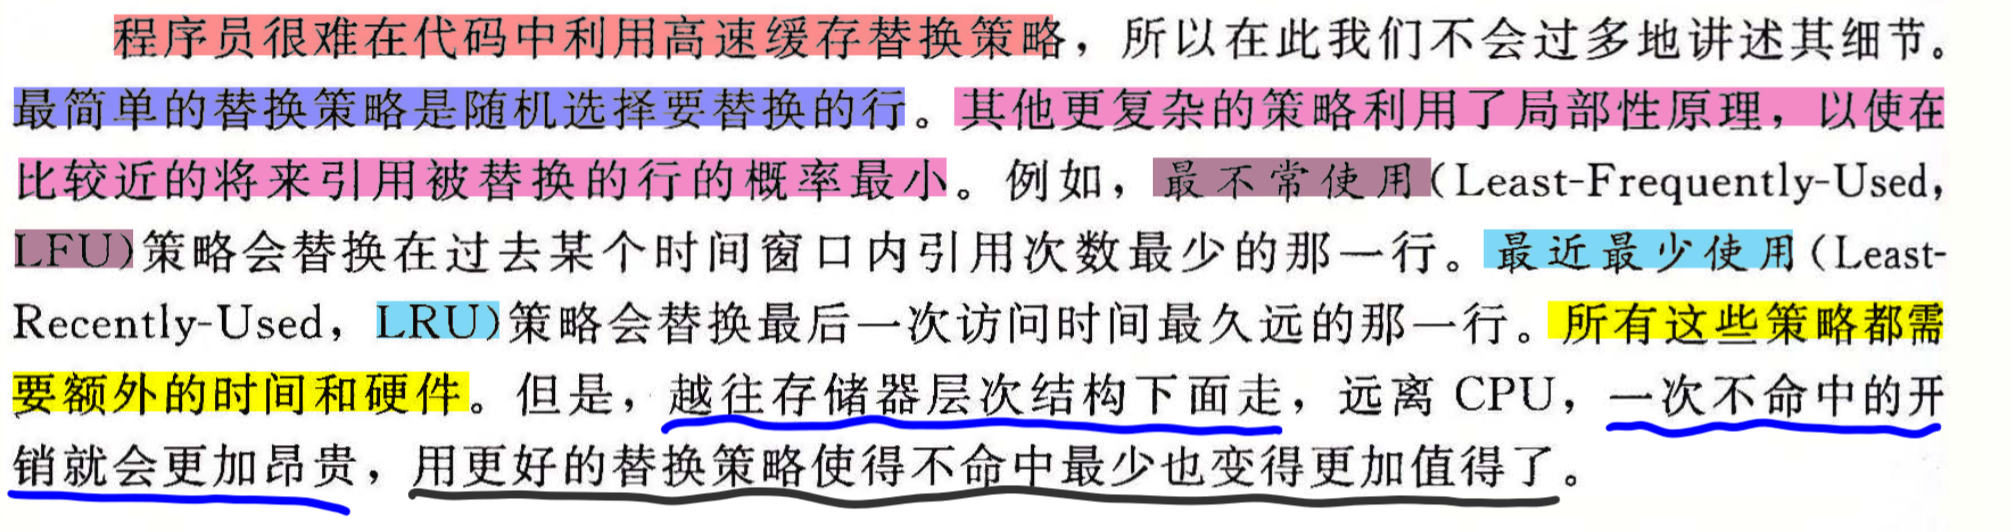 程序员很难在代码中利用高速缓存替换策略，所以在此我们不会过多地讲述其细节。
最简单的替换策略是随机选择要替换的行。其他更复杂的策略利用了局部性原理，以使在
比较近的将来引用被替换的行的概率最小。例如，最不常使用(Least-Frequently-Used,
LFU)策略会替换在过去某个时间窗口内引用次数最少的那一行。最近最少使用(Least-
Recently-Used, LRU)策略会替换最后一次访问时间最久远的那一行。所有这些策略都需
要额外的时间和硬件。但是，越往存储器层次结构下面走，远离 CPU，一次不命中的开
销就会更加昂贵，用更好的替换策略使得不命中最少也变得更加值得了。